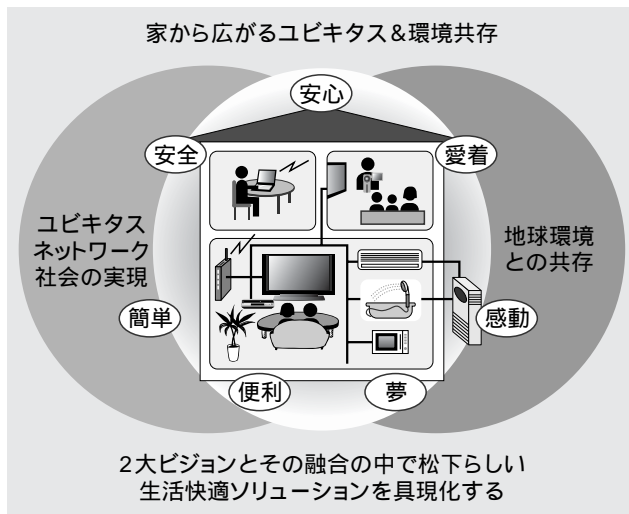 家から広がるユビキタス&環境共存
安心
安全
愛着
ユビキタス
ネットワーク
社会の実現
地球環境
との共存
簡単
感動
便利
夢
2大ビジョンとその融合の中で松下らしい
生活快適ソリューションを具現化する